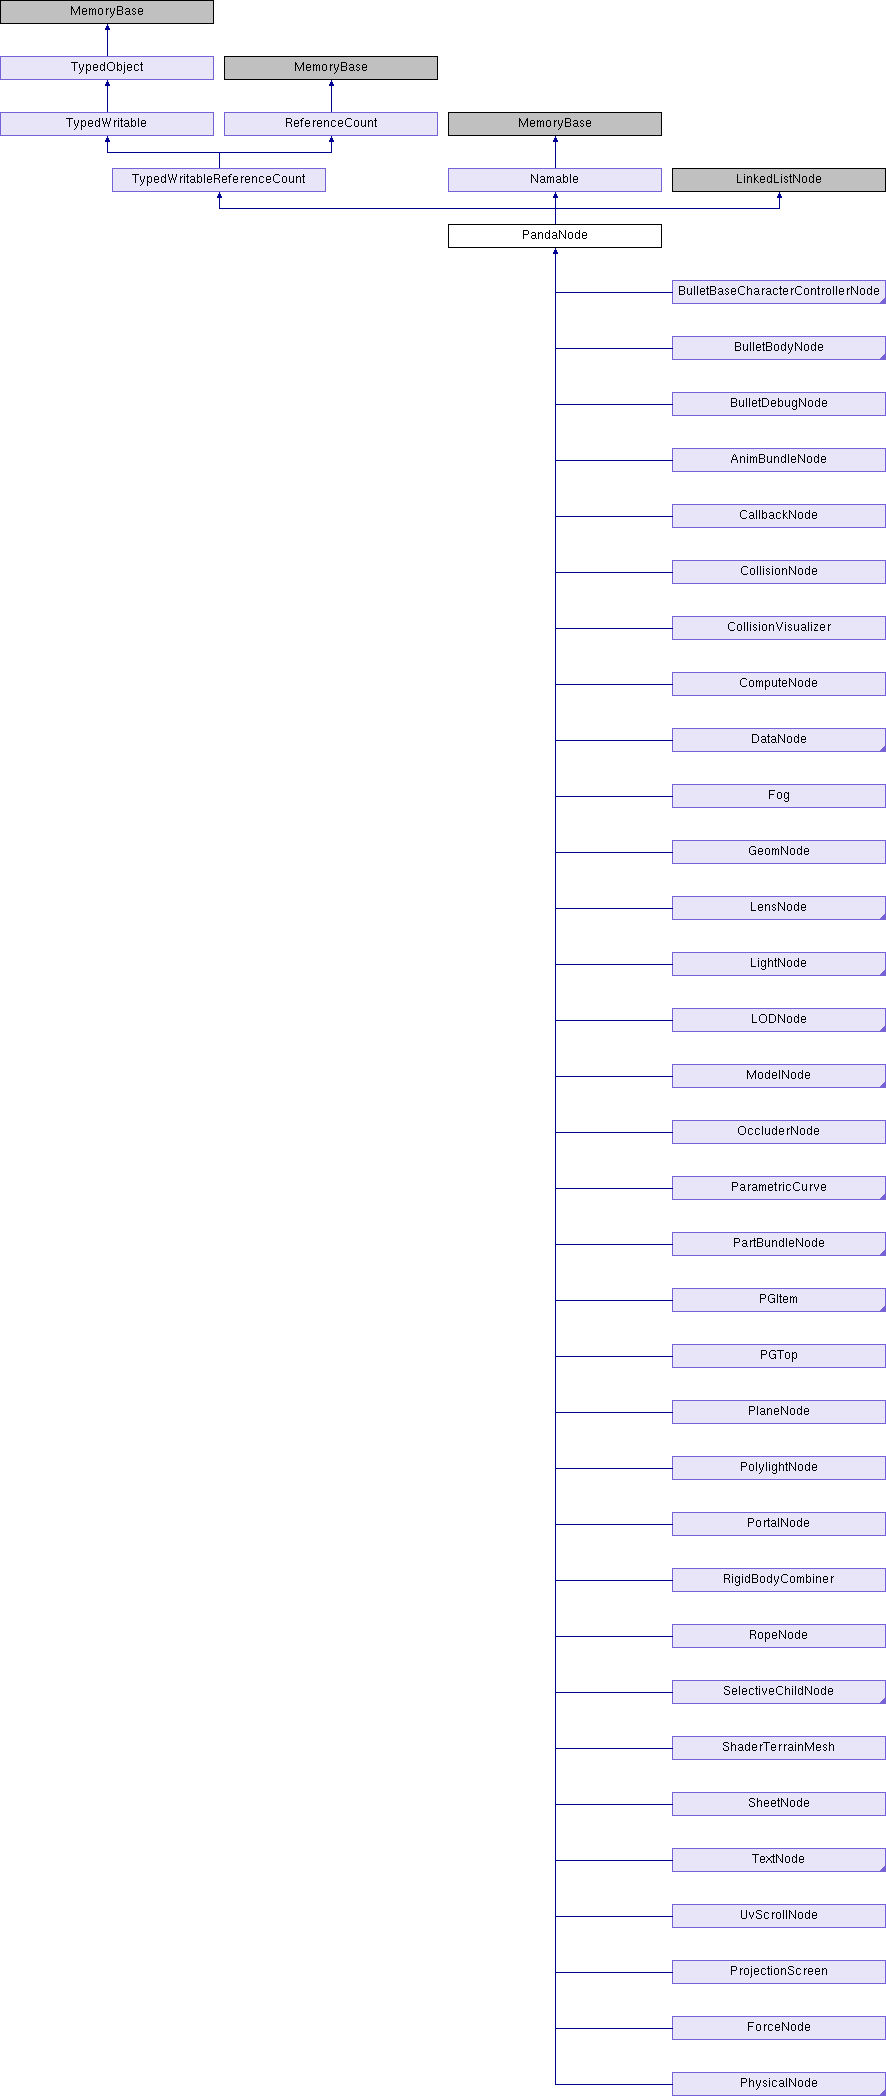 MemoryBase
TypedObject
MemoryBase
TypedWritable
ReferenceCount
MemoryBase
TypedWritableReferenceCount
Namable
LinkedListNode
PandaNode
BulletBaseCharacterControllerNode
BulletBodyNode
BulletDebugNode
AnimBundleNode
CallbackNode
CollisionNode
CollisionVisualizer
ComputeNode
DataNode
Fog
GeomNode
LensNode
LightNode
LODNode
ModelNode
OccluderNode
ParametricCurve
PartBundleNode
PGItem
PGTop
PlaneNode
PolylightNode
PortalNode
RigidBodyCombiner
RopeNode
SelectiveChildNode
ShaderTerrainMesh
SheetNode
TextNode
UvScrollNode
ProjectionScreen
ForceNode
PhysicalNode